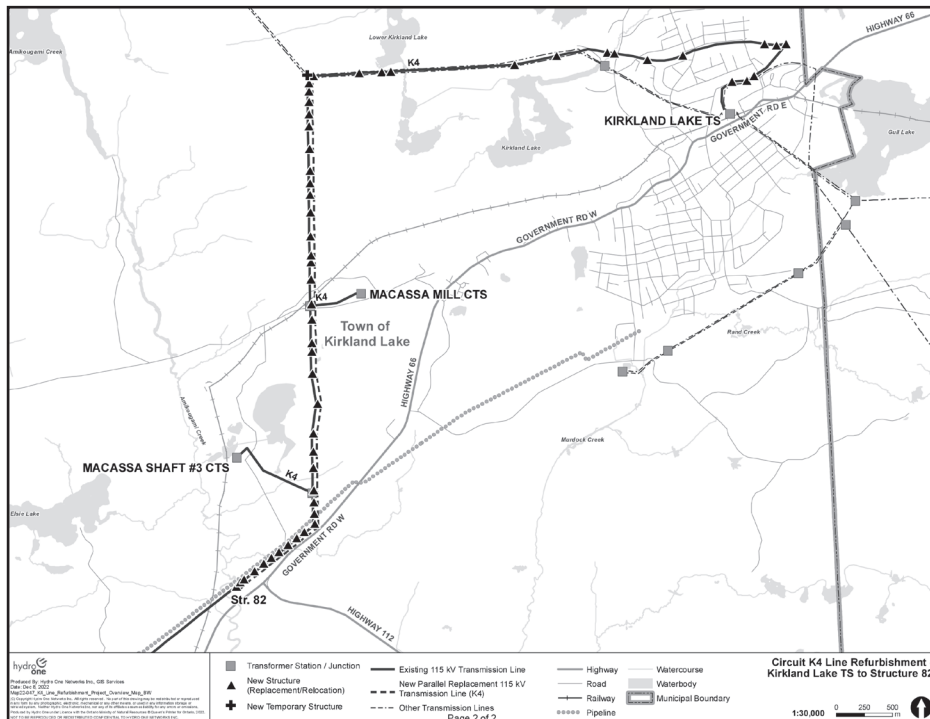 HIGHWAY 66
Amikougami Creek
Lower Kirkland Lake
K4
KIRKLAND LAKE TS
GOVERNMENT RD E
Gull Lake
Kirkland Lake
GOVERNMENT RD W
K4
MACASSA MILL CTS
Town of
Kirkland Lake
HIGHWAY 66
Amikougami Creek
Murdock Creek
MACASSA SHAFT #3 CTS
K4
Elsie Lake
GOVERNMENT RD W
Str. 82
HIGHWAY 112
hydro
one
Produced By: Hydro One Networks Inc., GIS Services
Date: Dec 8, 2022
Transformer Station / Junction
New Structure
(Replacement/Relocation)
New Temporary Structure
Existing 115 kV Transmission Line
New Parallel Replacement 115 kV
Transmission Line (K4)
Other Transmission Lines
Page 2 of 2
Highway
Road
Railway
Pipeline
Watercourse
Waterbody
Municipal Boundary
Circuit K4 Line Refurbishment
Kirkland Lake TS to Structure 82
1:30,000
0 250 500
m